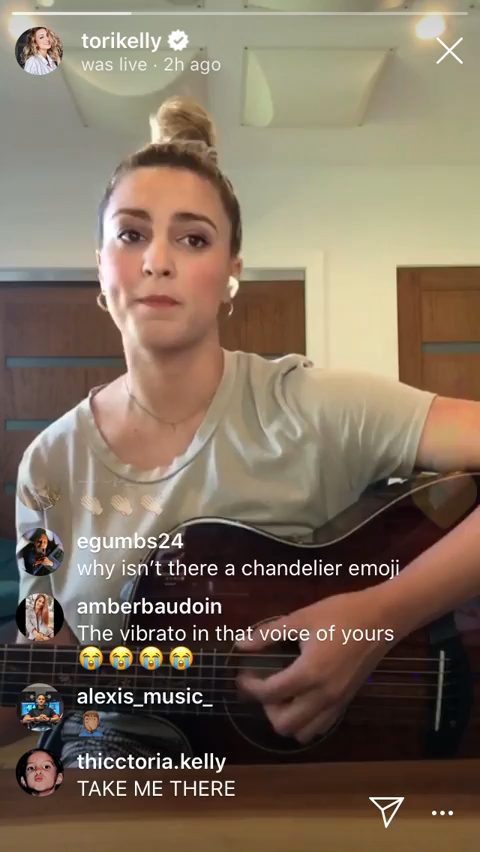 torikelly
was live · 2h ago
egumbs24
why isn’t there a chandelier emoji
amberbaudoin
The vibrato in that voice of yours
😭😭😭😭
alexis_music_
🤦🏽‍♂️
thicctoria.kelly
TAKE ME THERE